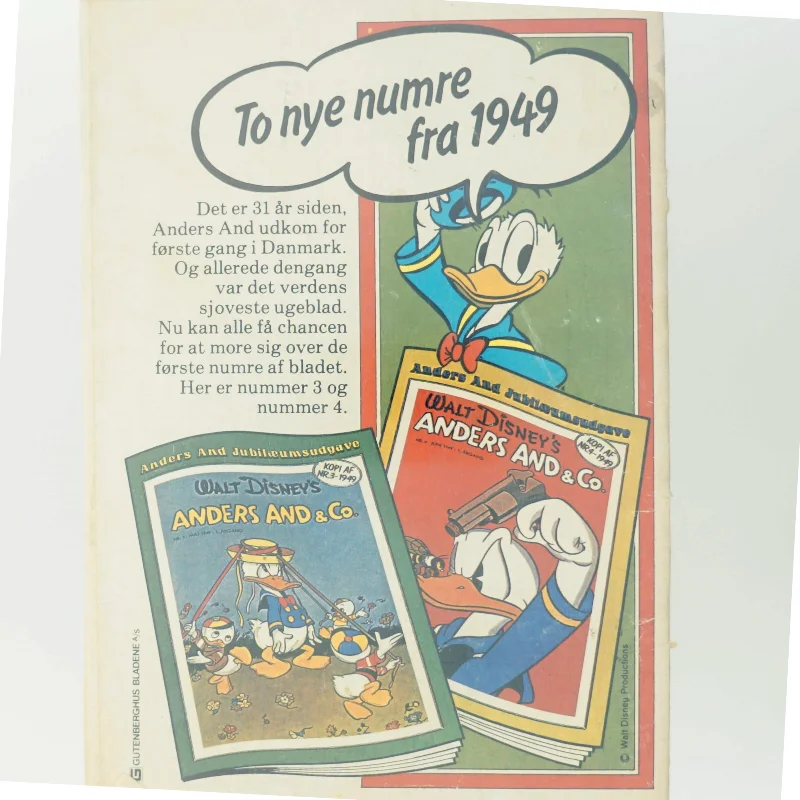 To nye numre
fra 1949
Det er 31 år siden,
Anders And udkom for
første gang i Danmark.
Og allerede dengang
var det verdens
sjoveste ugeblad.
Nu kan alle få chancen
for at more sig over de
første numre af bladet.
Her er nummer 3 og
nummer 4.
Anders And Jubilæumsudgave
WALT DISNEY'S
ANDERS AND & Co.
KOPI AF
NR.4-1949
Anders And Jubilæumsudgave
KOPI AF
NR.3-1949
WALT DISNEY'S
ANDERS AND & Co.
GUTENBERGHUS BLADENE A/S
© Walt Disney Productions